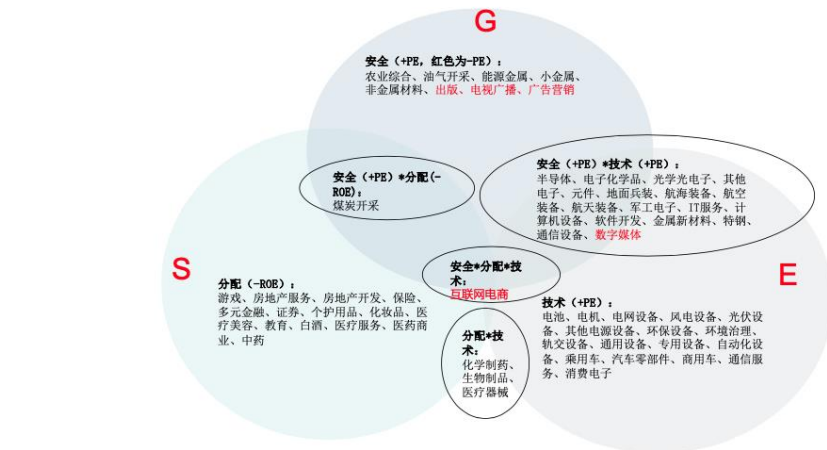 G
安全（+PE，红色为-PE）：
农业综合、油气开采、能源金属、小金属、
非金属材料、出版、电视广播、广告营销
安全（+PE）*分配(-
ROE)；
煤炭开采
安全（+PE）*技术（+PE）：
半导体、电子化学品、光学光电子、其他
电子、元件、地面兵装、航海装备、航空
装备、航天装备、军工电子、IT服务、计
算机设备、软件开发、金属新材料、特钢、
通信设备、数字媒体
S
分配（-ROE）：
游戏、房地产服务、房地产开发、保险、
多元金融、证券、个护用品、化妆品、医
疗美容、教育、白酒、医疗服务、医药商
业、中药
安全*分配*技
术：
互联网电商
E
技术（+PE）：
电池、电机、电网设备、风电设备、光伏设
备、其他电源设备、环保设备、环境治理、
轨交设备、通用设备、专用设备、自动化设
备、乘用车、汽车零部件、商用车、通信服
务、消费电子
分配*技
术：
化学制药、
生物制品、
医疗器械